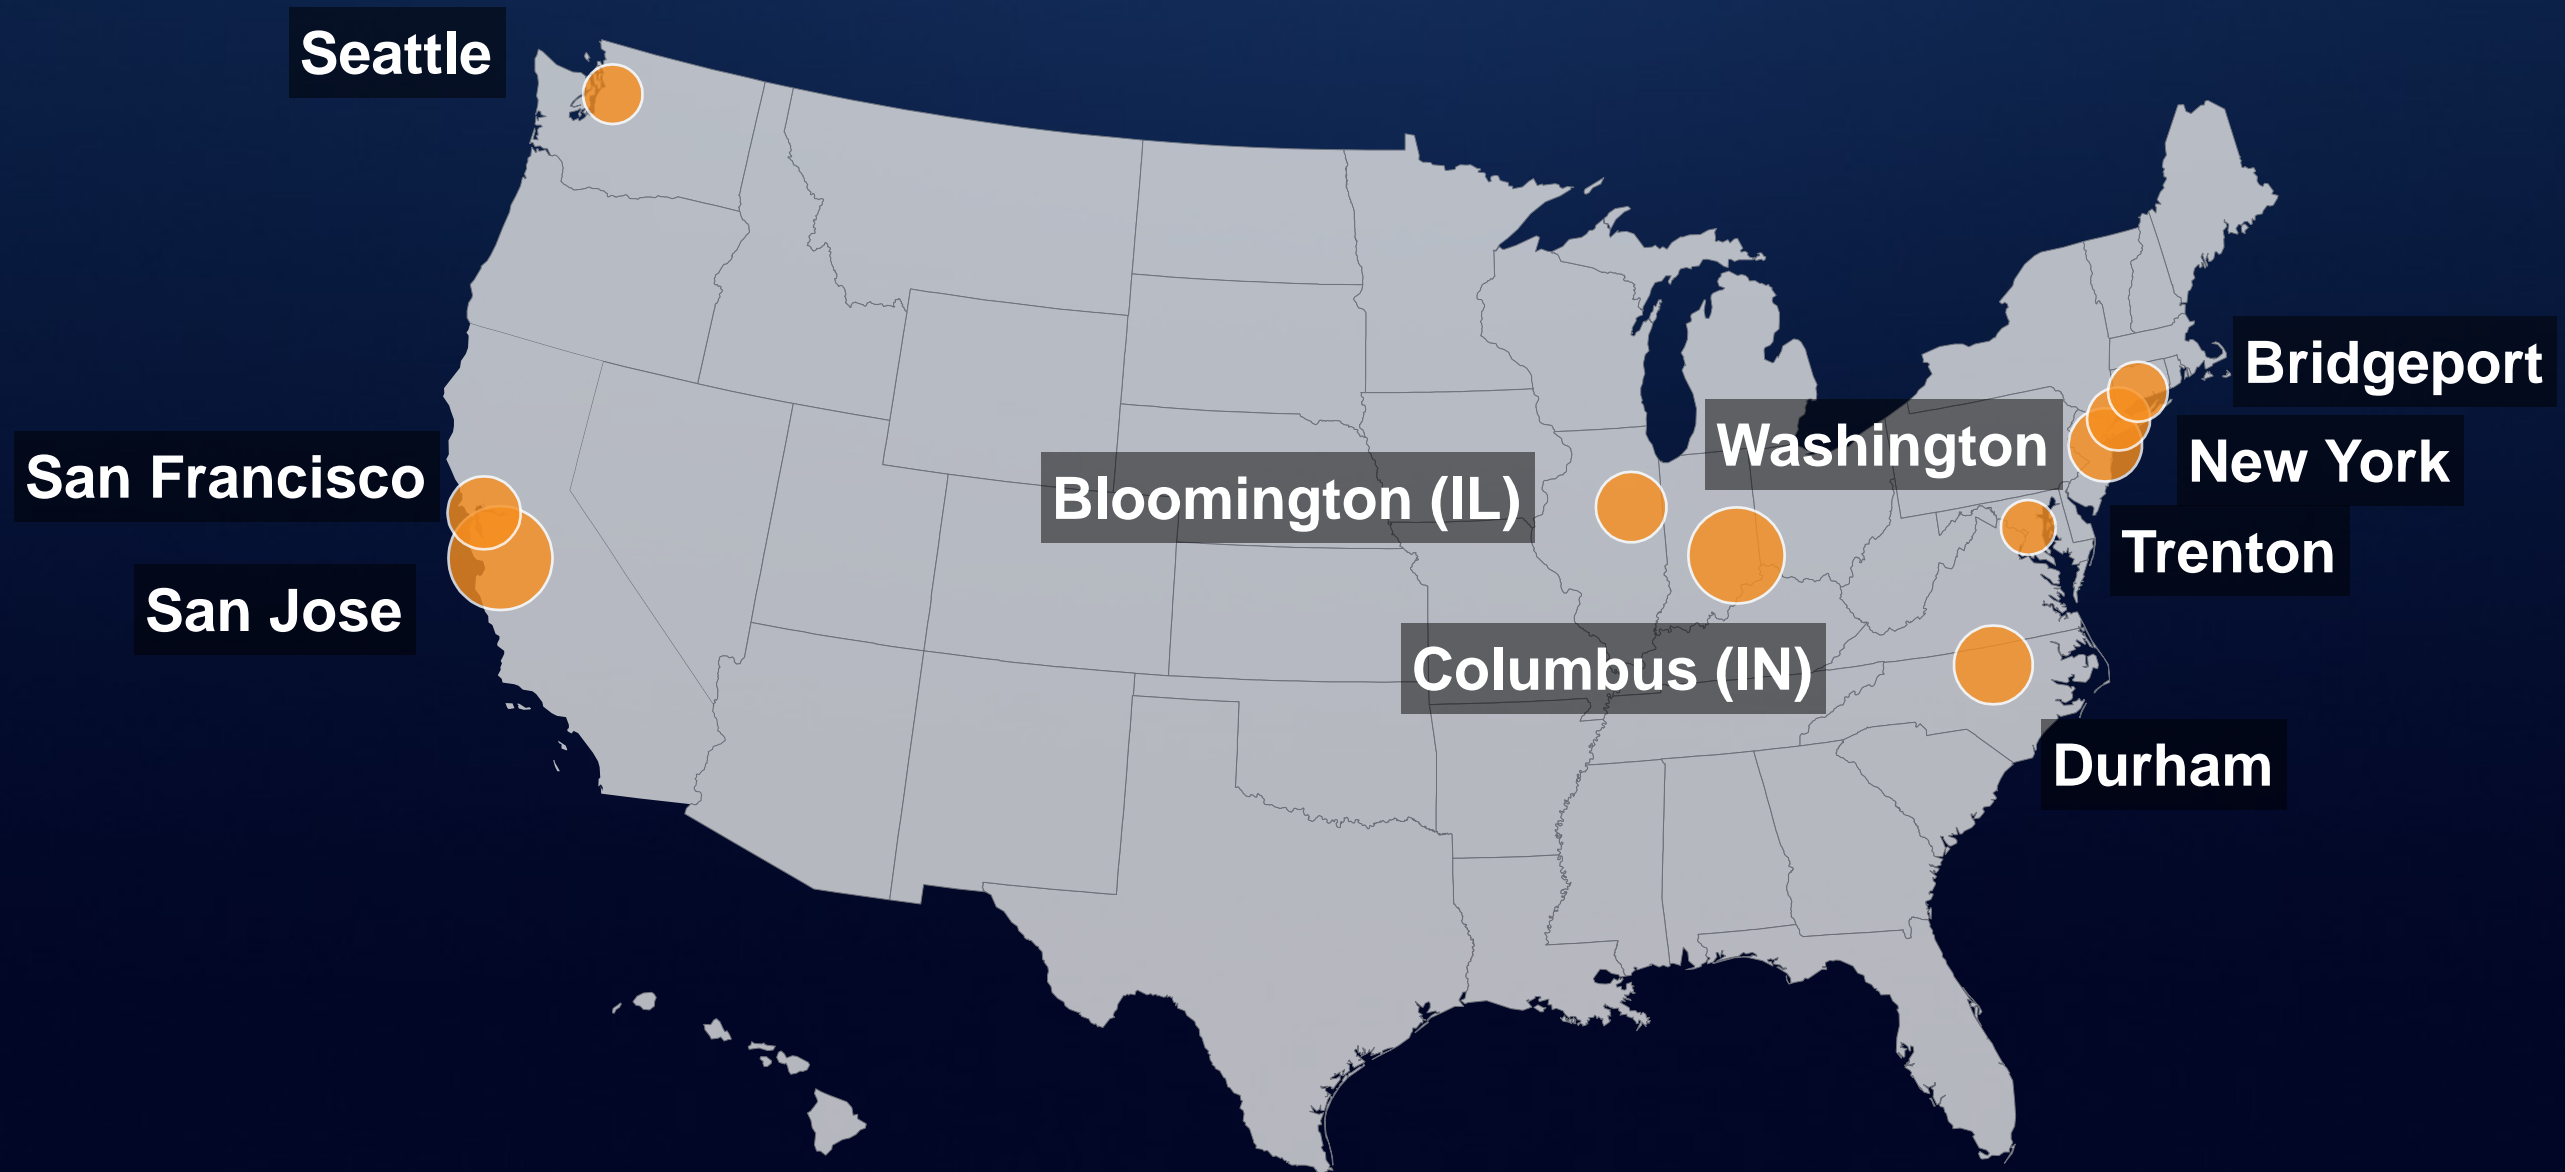 Seattle
Bridgeport
Washington
New York
San Francisco
Bloomington (IL)
Trenton
San Jose
Columbus (IN)
Durham